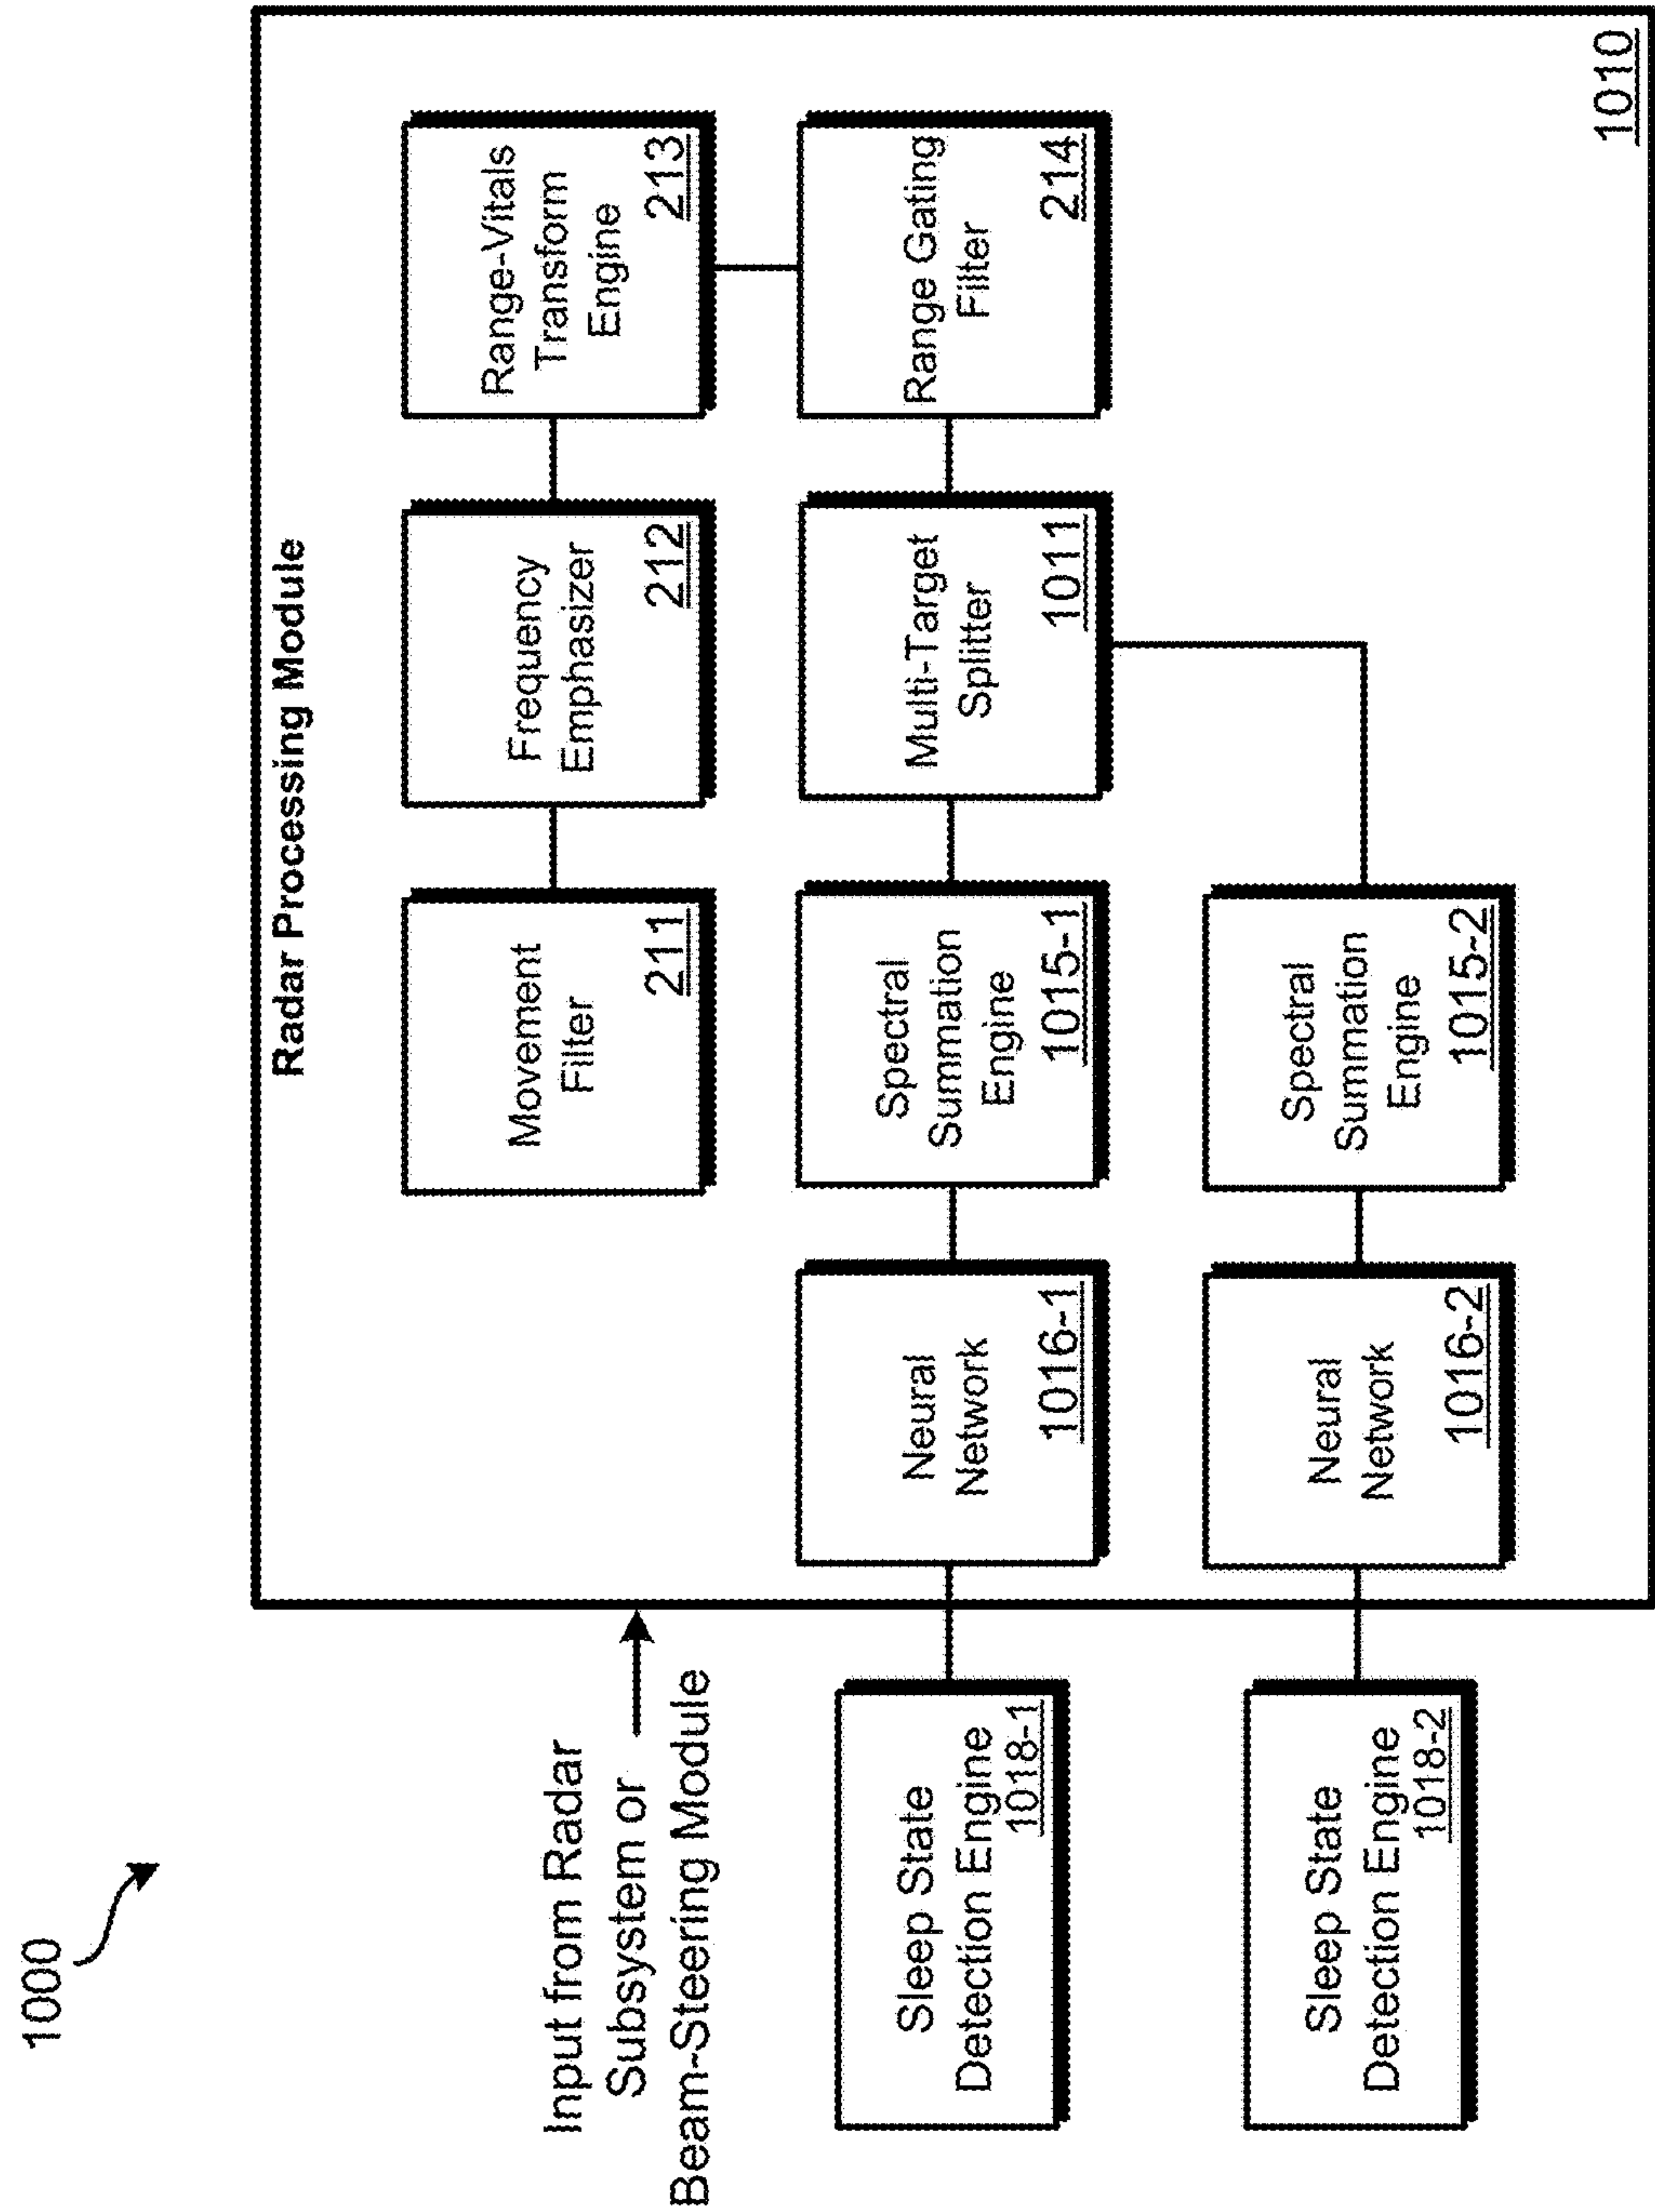 1000
Radar Processing Module
Input from Radar
Subsystem or
Beam-Steering Module
Movement
Filter
211
Frequency
Emphasizer
212
Range-Vitals
Transform
Engine
213
Sleep State
Detection Engine
1018-1
Neural
Network
1016-1
Spectral
Summation
Engine
1015-1
Multi-Target
Splitter
1011
Range Gating
Filter
214
Sleep State
Detection Engine
1018-2
Neural
Network
1016-2
Spectral
Summation
Engine
1015-2
1010